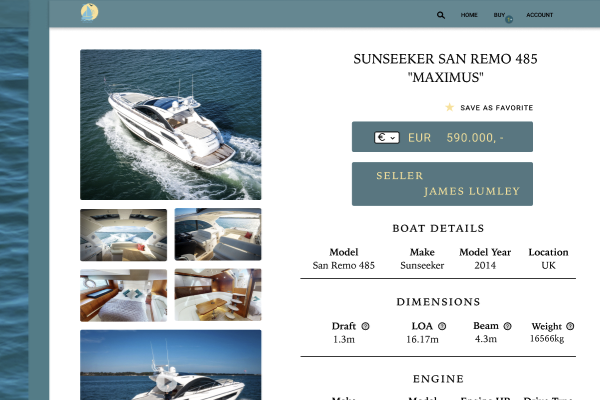 HOME BUY ACCOUNT
SUNSEEKER SAN REMO 485
"MAXIMUS"
SAVE AS FAVORITE
€ EUR 590.000, -
SELLER
JAMES LUMLEY
BOAT DETAILS
Model Make Model Year Location
San Remo 485 Sunseeker 2014 UK
DIMENSIONS
Draft ? LOA ? Beam ? Weight ?
1.3m 16.17m 4.3m 16566kg
ENGINE